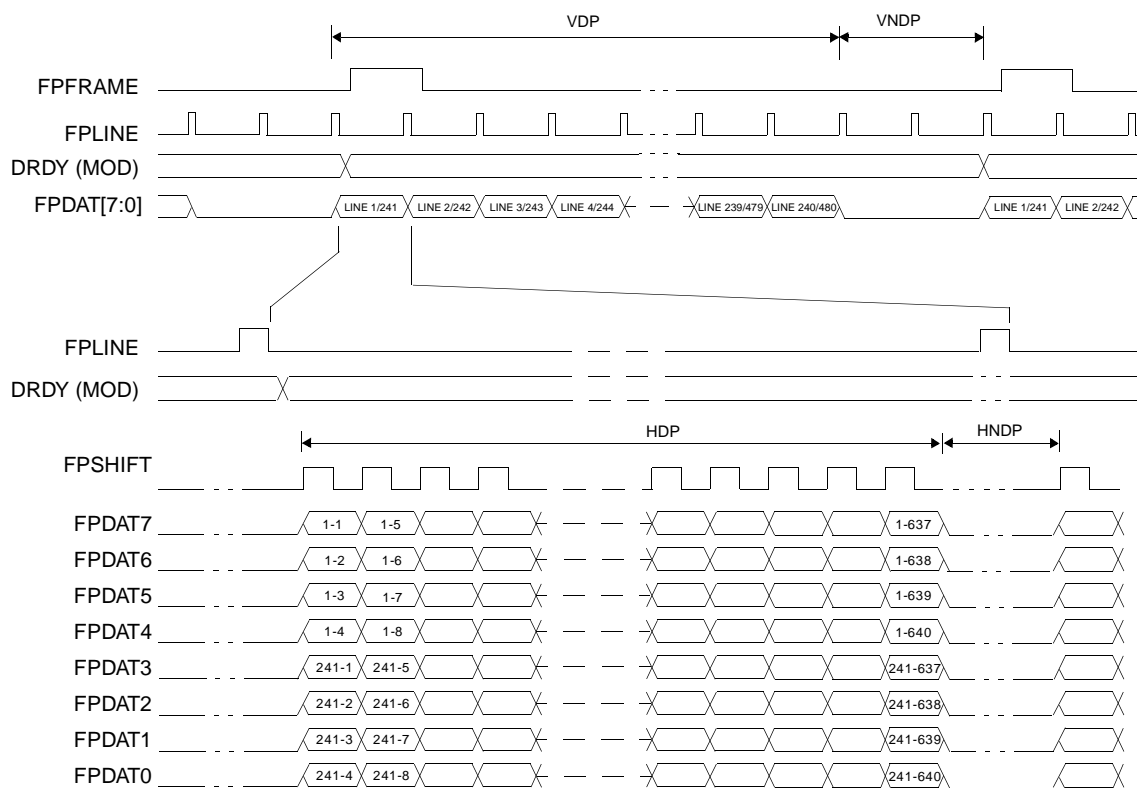 VDP VNDP
FPFRAME
FPLINE
DRDY (MOD)
FPDAT[7:0] LINE 1/241 LINE 2/242 LINE 3/243 LINE 4/244 LINE 239/479 LINE 240/480 LINE 1/241 LINE 2/242
FPLINE
DRDY (MOD)
HDP HNDP
FPSHIFT
FPDAT7 1-1 1-5 1-637
FPDAT6 1-2 1-6 1-638
FPDAT5 1-3 1-7 1-639
FPDAT4 1-4 1-8 1-640
FPDAT3 241-1 241-5 241-637
FPDAT2 241-2 241-6 241-638
FPDAT1 241-3 241-7 241-639
FPDAT0 241-4 241-8 241-640